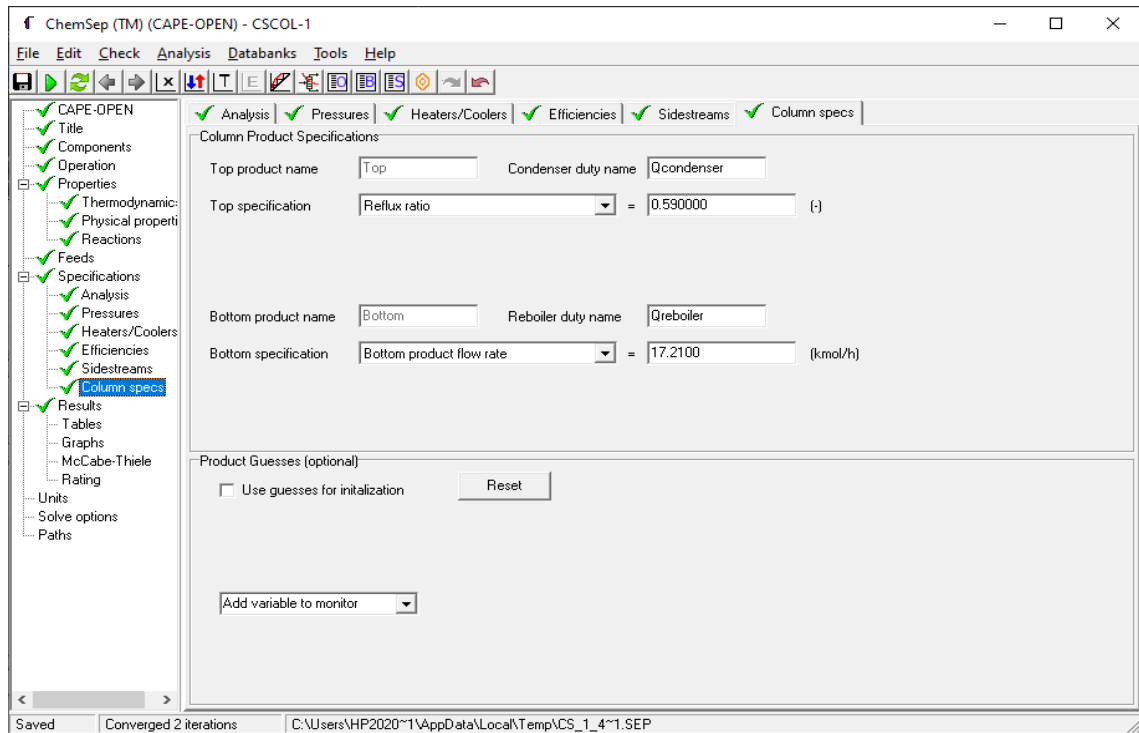 ChemSep (TM) (CAPE-OPEN) - CSCOL-1
File Edit Check Analysis Databanks Tools Help
CAPE-OPEN
Title
Components
Operation
Properties
Thermodynamic:
Physical properti
Reactions
Feeds
Specifications
Analysis
Pressures
Heaters/Coolers
Efficiencies
Sidestreams
Column specs
Results
Tables
Graphs
McCabe-Thiele
Rating
Units
Solve options
Paths
Analysis Pressures Heaters/Coolers Efficiencies Sidestreams Column specs
Column Product Specifications
Top product name Top Condenser duty name Qcondenser
Top specification Reflux ratio = 0.590000 (-)
Bottom product name Bottom Reboiler duty name Qreboiler
Bottom specification Bottom product flow rate = 17.2100 (kmol/h)
Product Guesses (optional)
Use guesses for initalization Reset
Add variable to monitor
Saved Converged 2 iterations C:\Users\HP2020~1\AppData\Local\Temp\CS_1_4~1.SEP